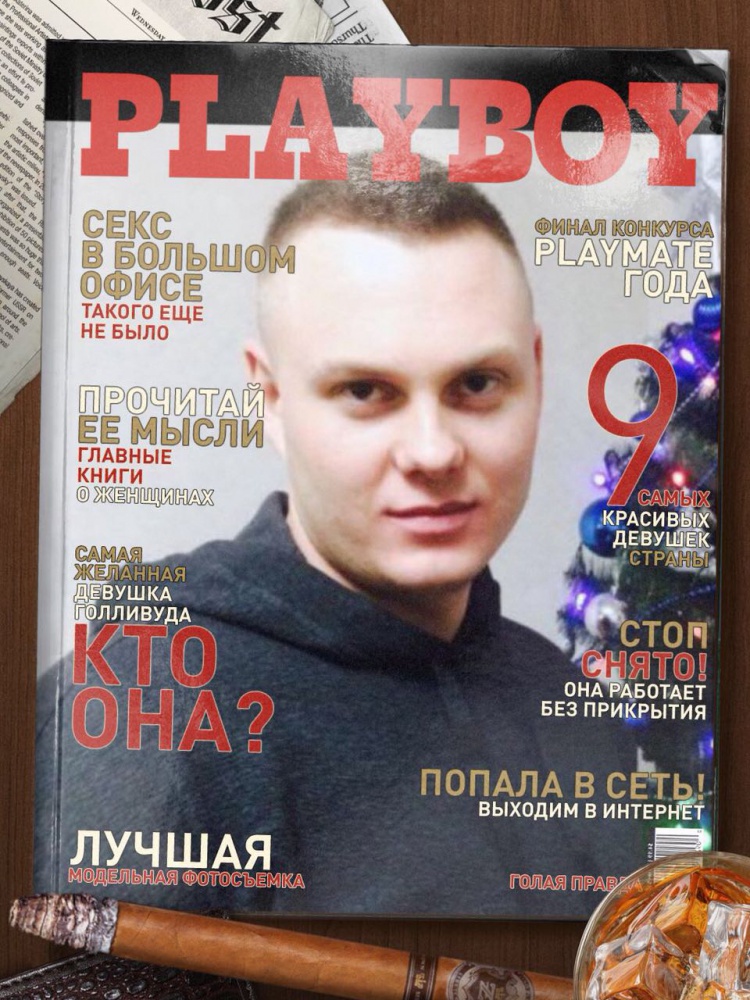 WEDNESDAY
PLAYBOY
СЕКС
В БОЛЬШОМ
ОФИСЕ
ТАКОГО ЕЩЕ
НЕ БЫЛО
ФИНАЛ КОНКУРСА
PLAYMATE
ГОДА
ПРОЧИТАЙ
ЕЕ МЫСЛИ
ГЛАВНЫЕ
КНИГИ
О ЖЕНЩИНАХ
9
САМЫХ
КРАСИВЫХ
ДЕВУШЕК
СТРАНЫ
САМАЯ
ЖЕЛАННАЯ
ДЕВУШКА
ГОЛЛИВУДА
КТО
ОНА?
СТОП
СНЯТО!
ОНА РАБОТАЕТ
БЕЗ ПРИКРЫТИЯ
ПОПАЛА В СЕТЬ!
ВЫХОДИМ В ИНТЕРНЕТ
ЛУЧШАЯ
МОДЕЛЬНАЯ ФОТОСЪЕМКА
ГОЛАЯ